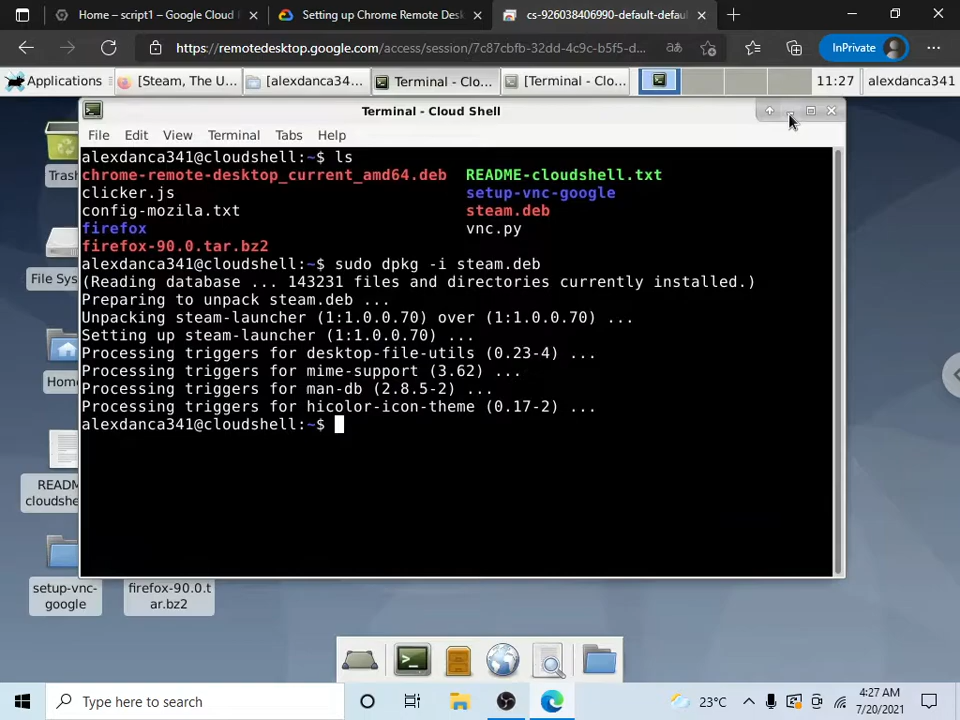 Home – script1 – Google Cloud
Setting up Chrome Remote Desk
cs-926038406990-default-defau
https://remotedesktop.google.com/access/session/7c87cbfb-32dd-4c9c-b5f5-d...
InPrivate
Applications
[Steam, The U...
[alexdanca34...
Terminal - Clo...
[Terminal - Clo...
11:27
alexdanca341
Terminal - Cloud Shell
File Edit View Terminal Tabs Help
alexdanca341@cloudshell:~$ ls
chrome-remote-desktop_current_amd64.deb README-cloudshell.txt
clicker.js setup-vnc-google
config-mozila.txt steam.deb
firefox vnc.py
firefox-90.0.tar.bz2
alexdanca341@cloudshell:~$ sudo dpkg -i steam.deb
(Reading database ... 143231 files and directories currently installed.)
Preparing to unpack steam.deb ...
Unpacking steam-launcher (1:1.0.0.70) over (1:1.0.0.70) ...
Setting up steam-launcher (1:1.0.0.70) ...
Processing triggers for desktop-file-utils (0.23-4) ...
Processing triggers for mime-support (3.62) ...
Processing triggers for man-db (2.8.5-2) ...
Processing triggers for hicolor-icon-theme (0.17-2) ...
alexdanca341@cloudshell:~$
Trash
File Sys
Home
READM
cloudshe
setup-vnc-
google
firefox-90.0.t
ar.bz2
Type here to search
23°C
4:27 AM
7/20/2021